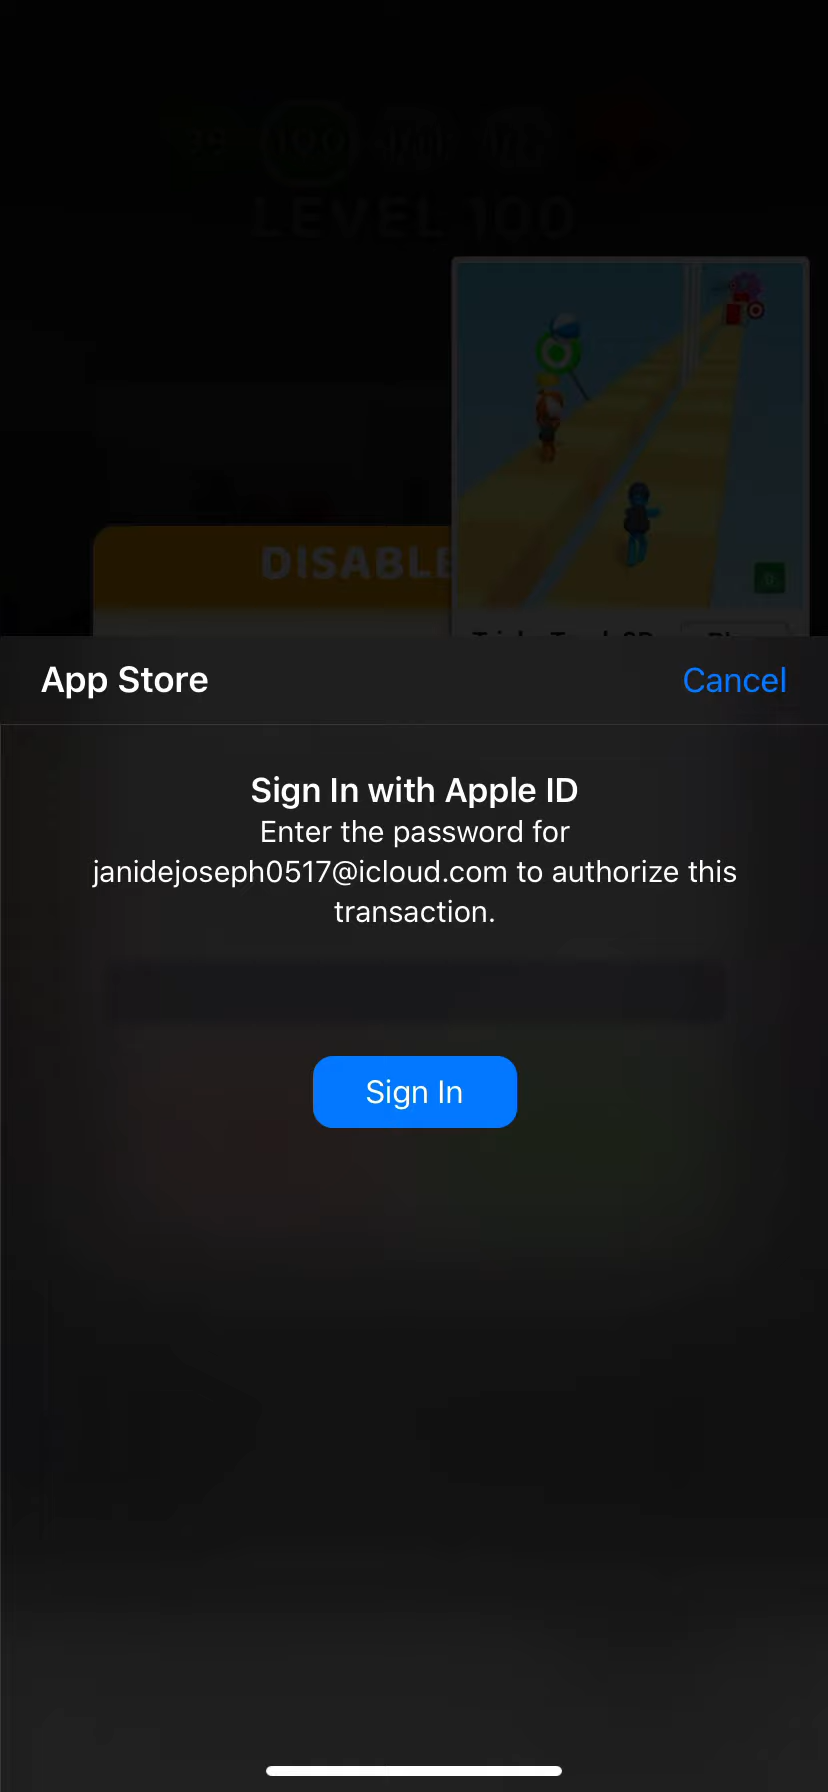 LEVEL 100
DISABLE
App Store
Cancel
Sign In with Apple ID
Enter the password for
janidejoseph0517@icloud.com to authorize this
transaction.
Sign In